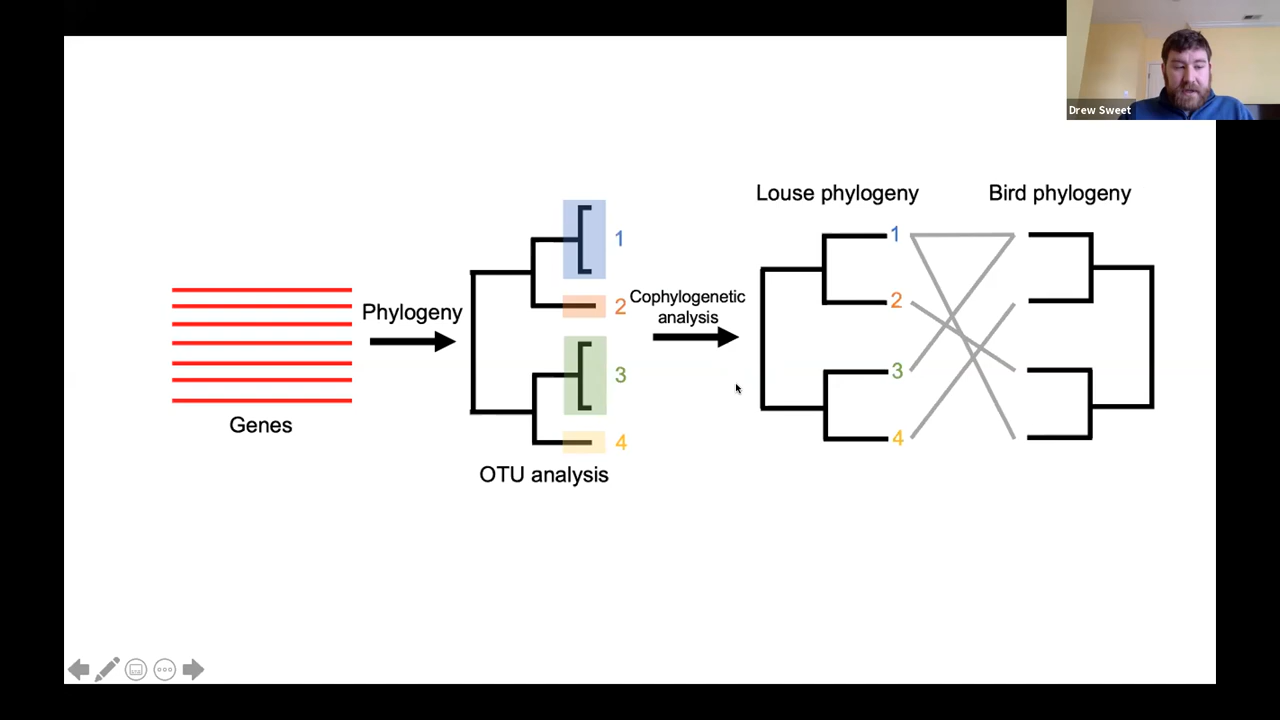 Drew Sweet
Genes
Phylogeny
1
2
3
4
OTU analysis
Cophylogenetic
analysis
Louse phylogeny
Bird phylogeny
1
2
3
4